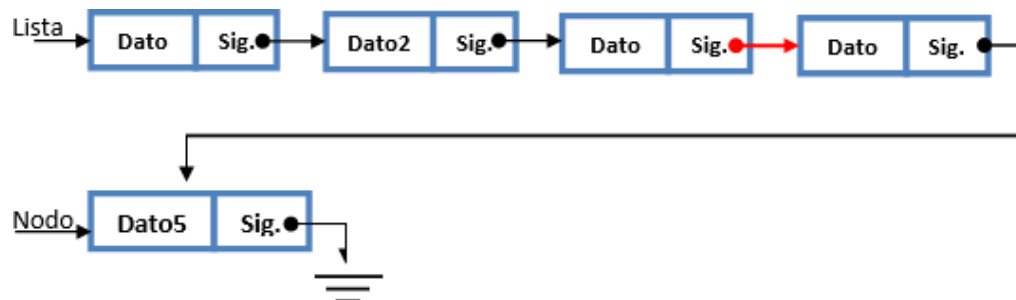 Lista
Dato Sig. Dato2 Sig. Dato Sig. Dato Sig.
Nodo
Dato5 Sig.